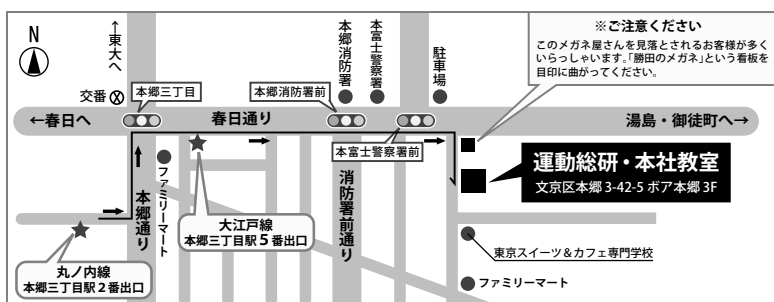 N
←東大へ
交番
本郷三丁目
本郷消防署前
本郷消防署
本富士警察署
駐車場
※ご注意ください
このメガネ屋さんを見落とされるお客様が多く
いらっしゃいます。「勝田のメガネ」という看板を
目印に曲がってください。
←春日へ
春日通り
湯島・御徒町へ→
本富士警察署前
運動総研・本社教室
文京区本郷 3-42-5 ボア本郷 3F
本郷通り
ファミリーマート
大江戸線
本郷三丁目駅5番出口
消防署前通り
丸ノ内線
本郷三丁目駅2番出口
東京スイーツ&カフェ専門学校
ファミリーマート